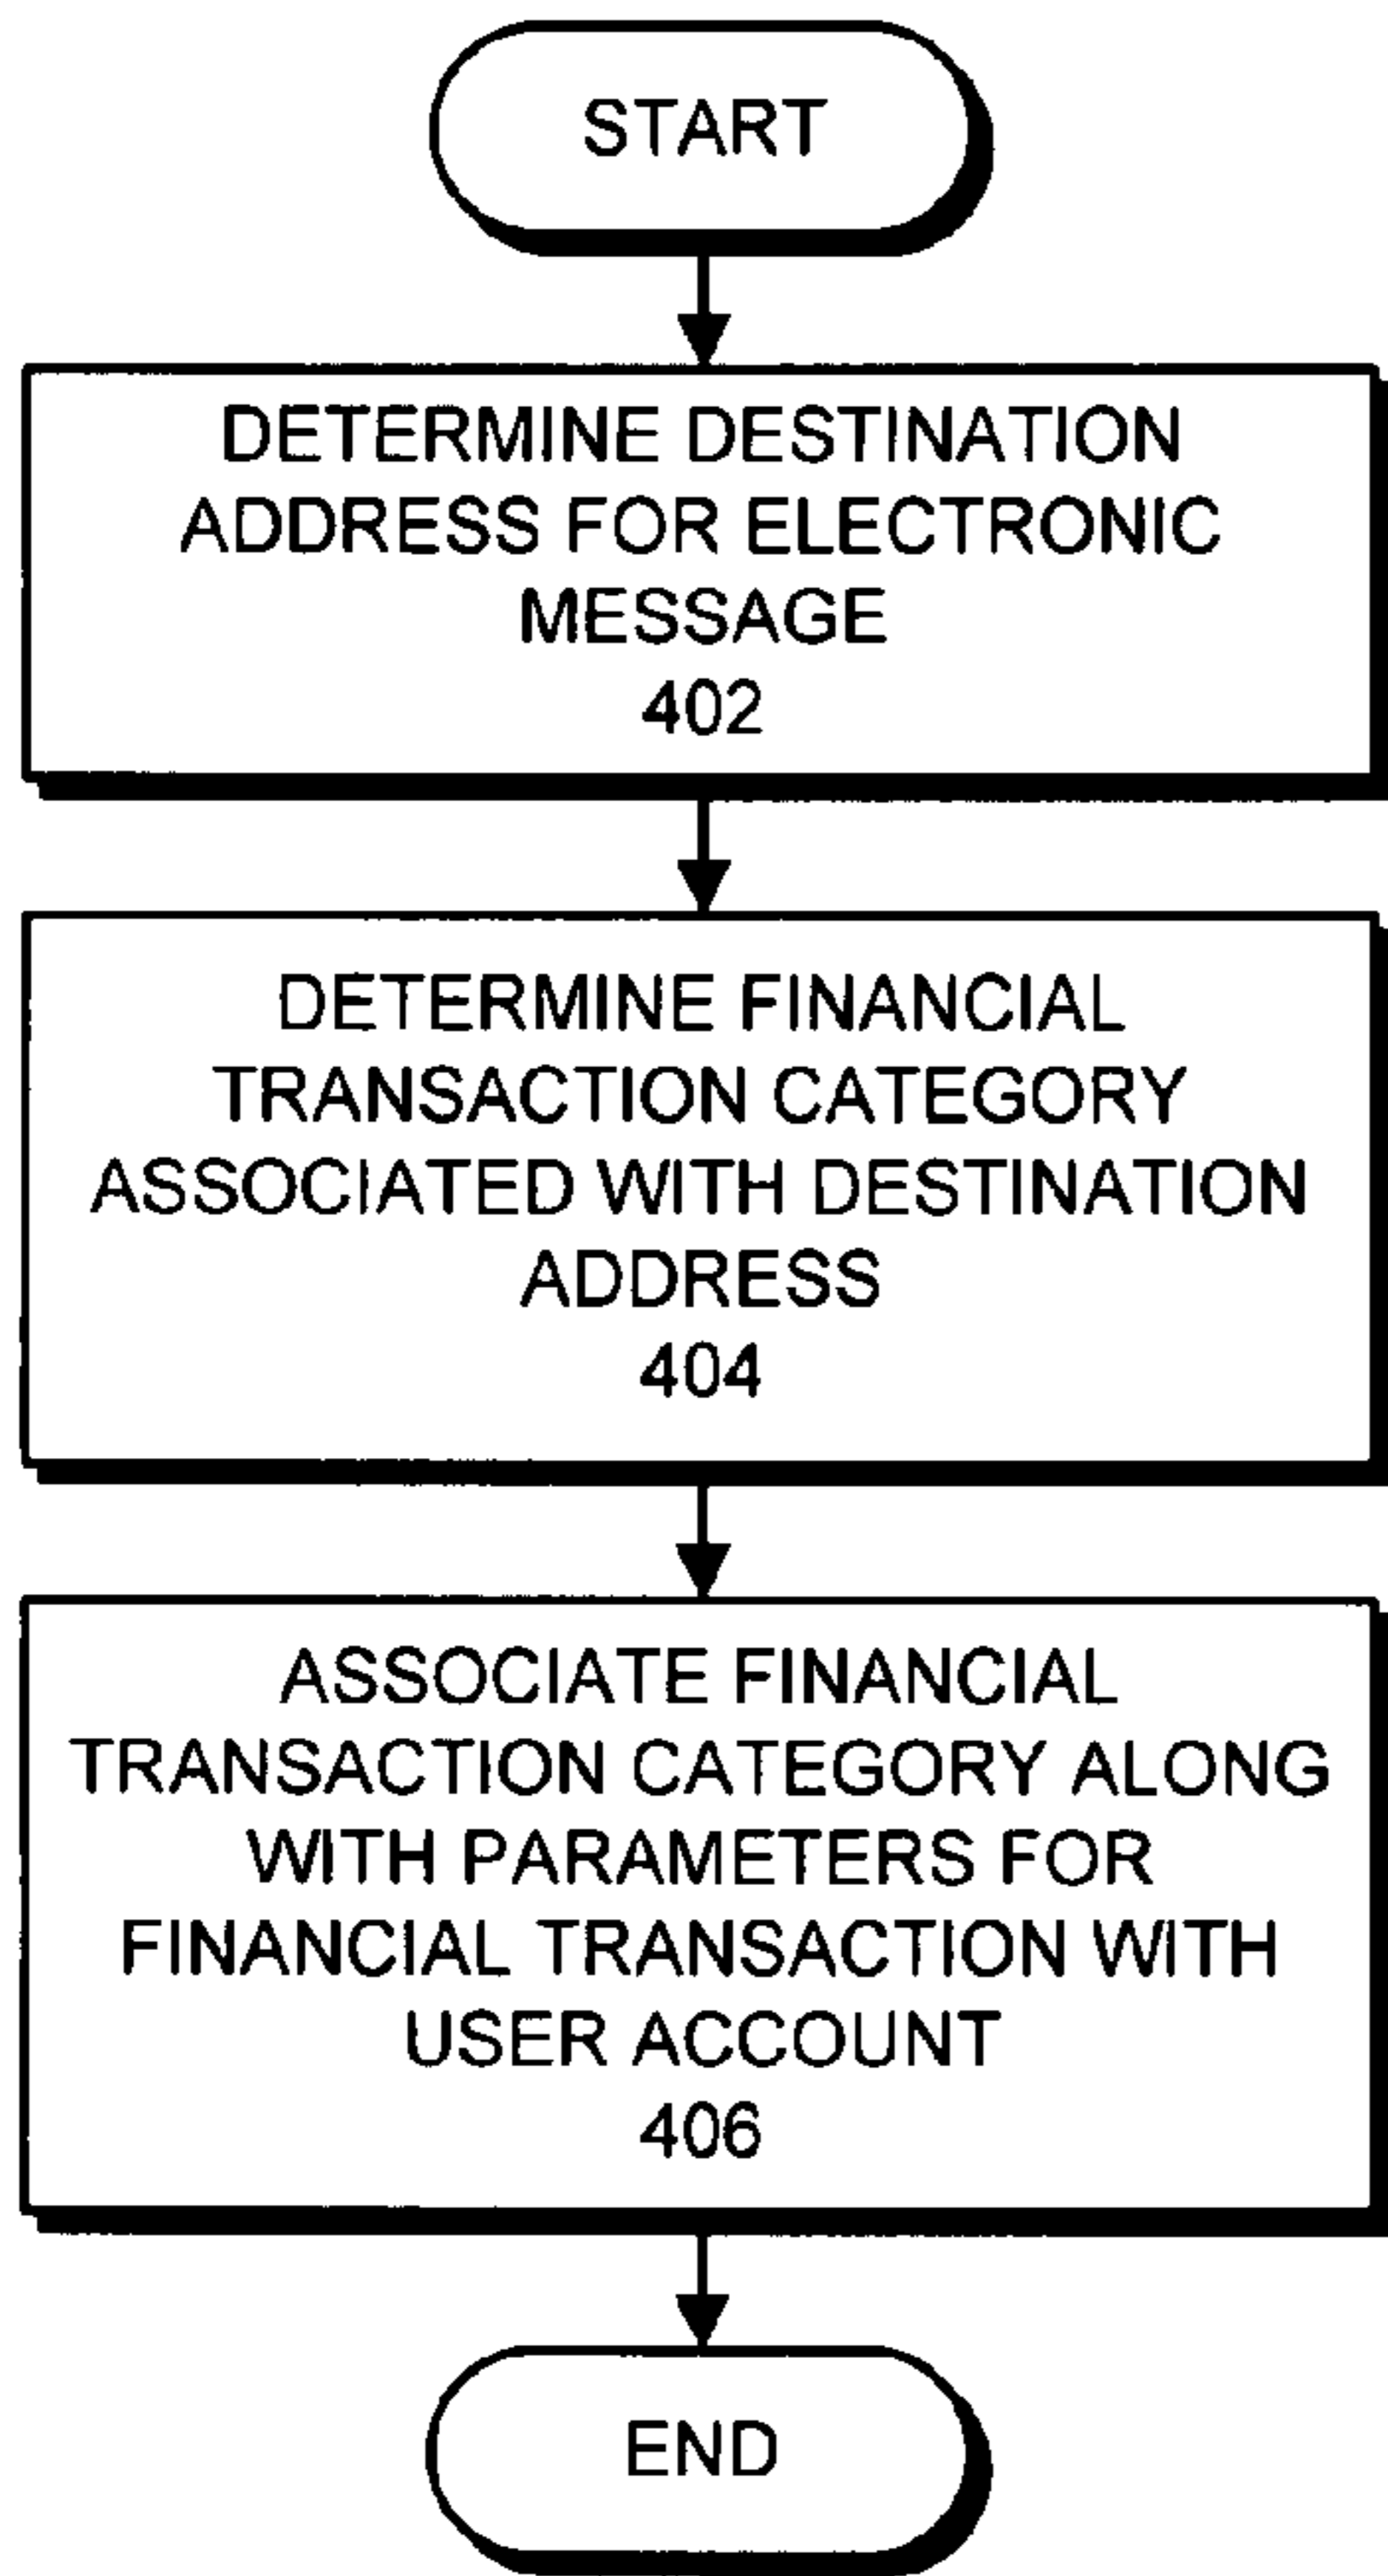 START
DETERMINE DESTINATION
ADDRESS FOR ELECTRONIC
MESSAGE
402
DETERMINE FINANCIAL
TRANSACTION CATEGORY
ASSOCIATED WITH DESTINATION
ADDRESS
404
ASSOCIATE FINANCIAL
TRANSACTION CATEGORY ALONG
WITH PARAMETERS FOR
FINANCIAL TRANSACTION WITH
USER ACCOUNT
406
END